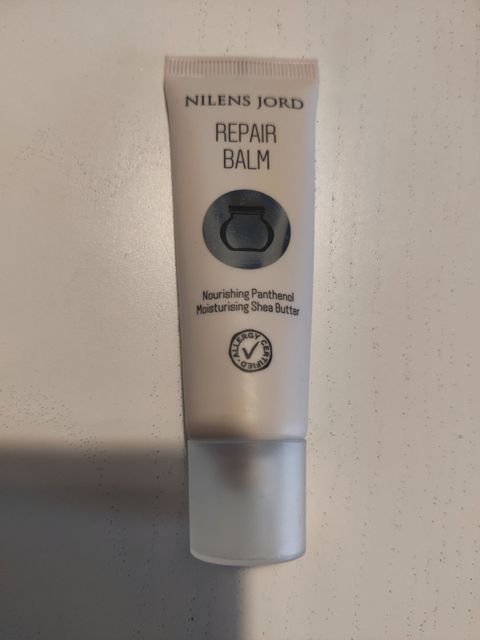 NILENS JORD
REPAIR
BALM
Nourishing Panthenol
Moisturising Shea Butter
ALLERGY CERTIFIED